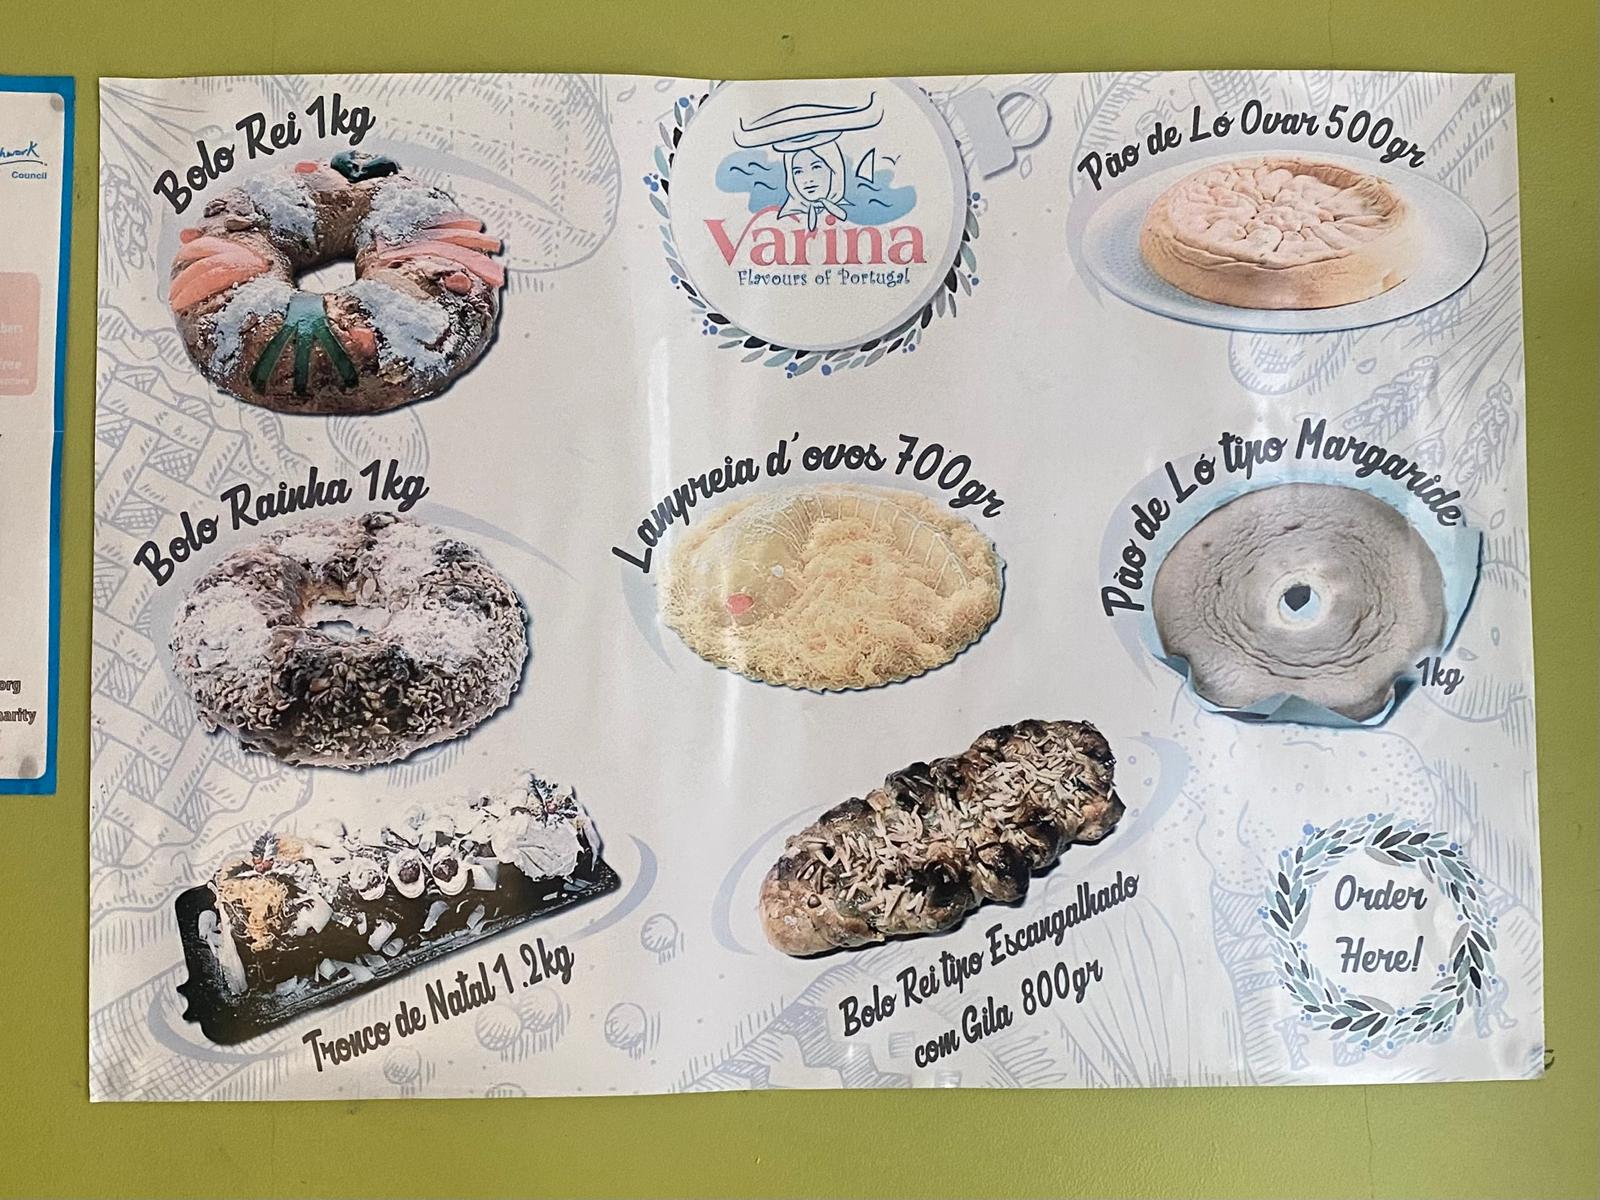 Bolo Rei 1kg
Varina
Flavours of Portugal
Pão de Ló Ovar 500gr
Bolo Rainha 1kg
Lampreia d'ovos 700gr
Pão de Ló tipo Margaride
1kg
Tronco de Natal 1.2kg
Bolo Rei tipo Escangalhado
com Gila 800gr
Order
Here!
Council